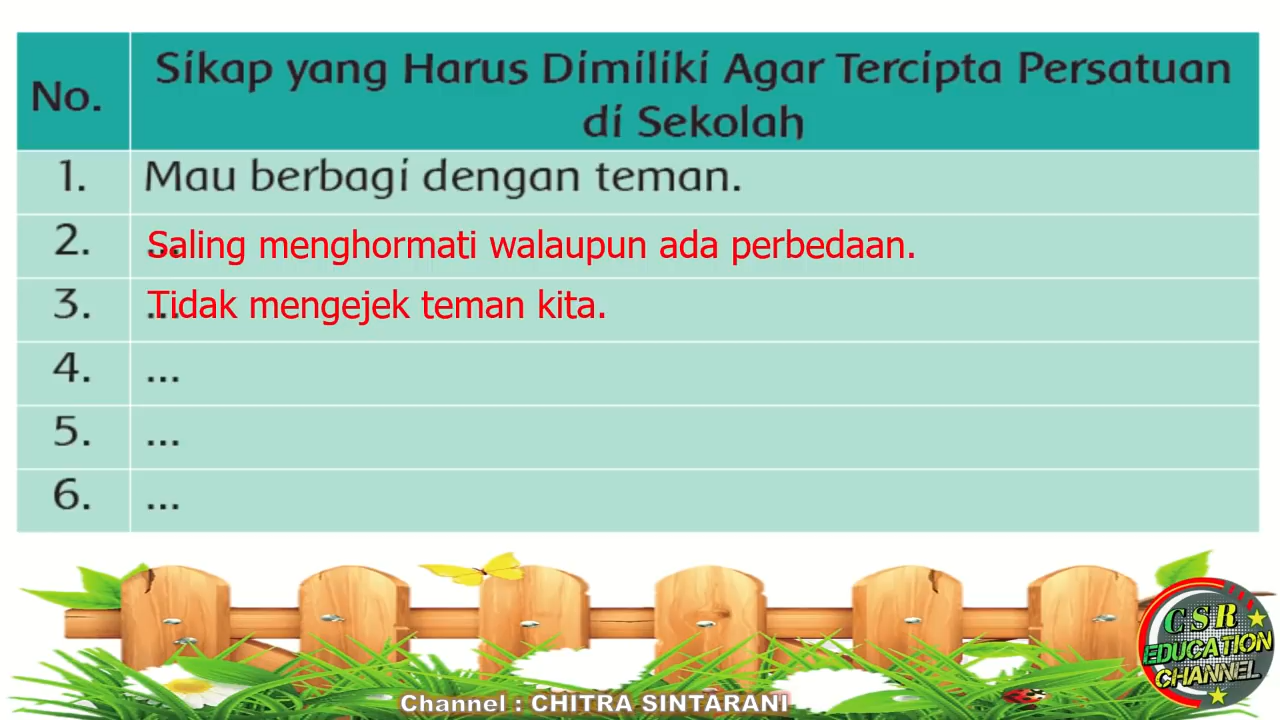 No.
Sikap yang Harus Dimiliki Agar Tercipta Persatuan
di Sekolah
1. Mau berbagi dengan teman.
2. ... Saling menghormati walaupun ada perbedaan.
3. ... Tidak mengejek teman kita.
4. ...
5. ...
6. ...
CSR
EDUCATION
CHANNEL
Channel : CHITRA SINTARANI